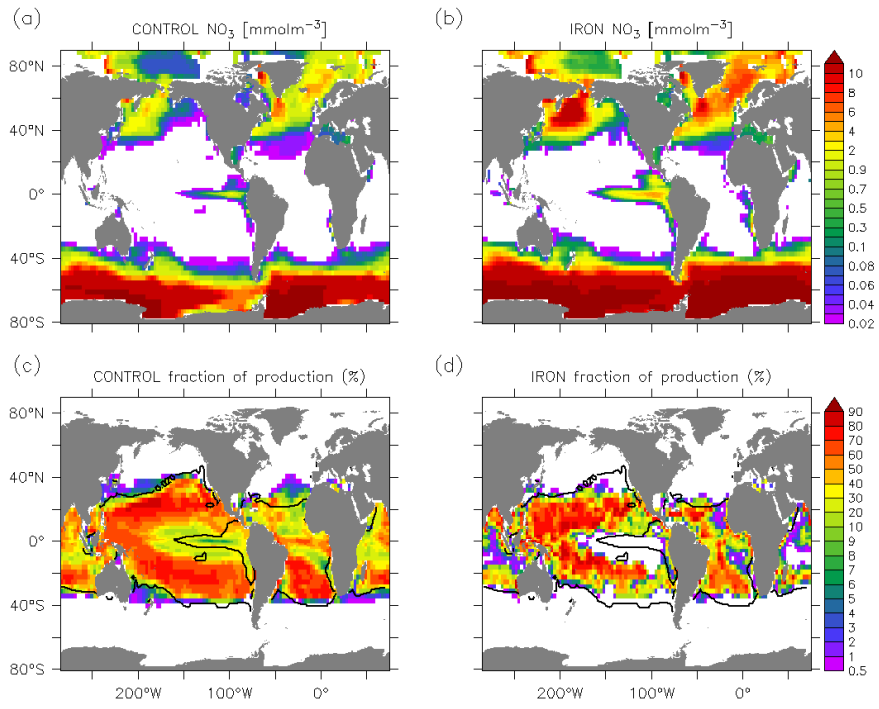 (a) CONTROL NO₃ [mmolm⁻³]
(b) IRON NO₃ [mmolm⁻³]
80°N
40°N
0°
40°S
80°S
10
8
6
4
2
0.9
0.7
0.5
0.3
0.1
0.08
0.06
0.04
0.02
(c) CONTROL fraction of production (%)
(d) IRON fraction of production (%)
80°N
40°N
0°
40°S
80°S
90
80
70
60
50
40
30
20
10
9
8
7
6
5
4
3
2
1
0.5
200°W 100°W 0°
200°W 100°W 0°